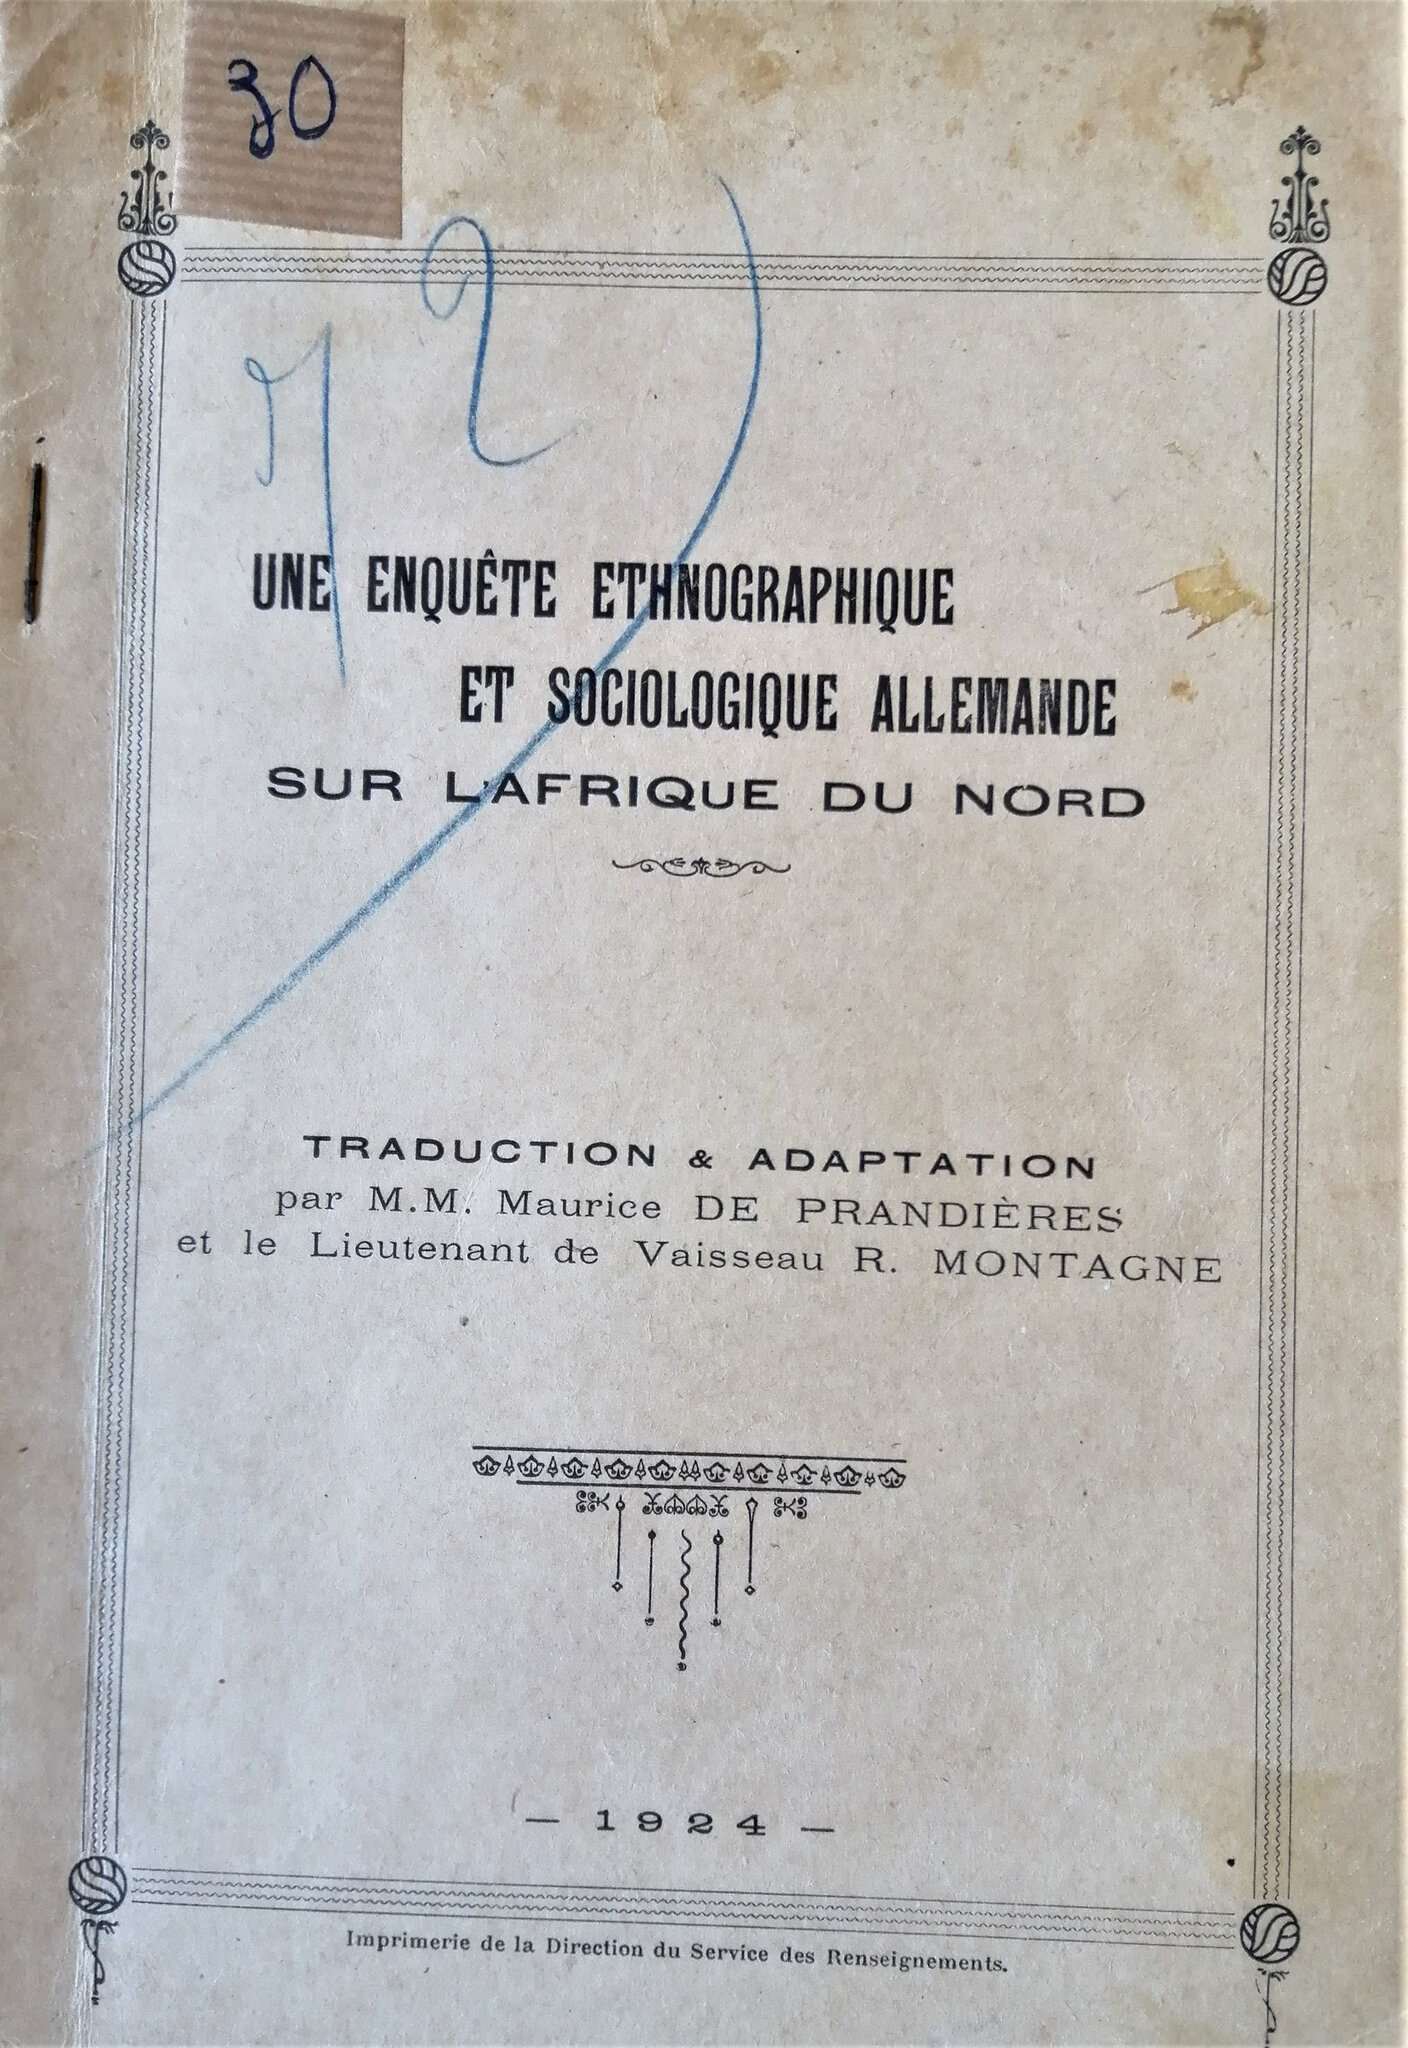 30
72
UNE ENQUÊTE ETHNOGRAPHIQUE
ET SOCIOLOGIQUE ALLEMANDE
SUR L'AFRIQUE DU NORD
TRADUCTION & ADAPTATION
par M.M. Maurice DE PRANDIÈRES
et le Lieutenant de Vaisseau R. MONTAGNE
— 1924 —
Imprimerie de la Direction du Service des Renseignements.